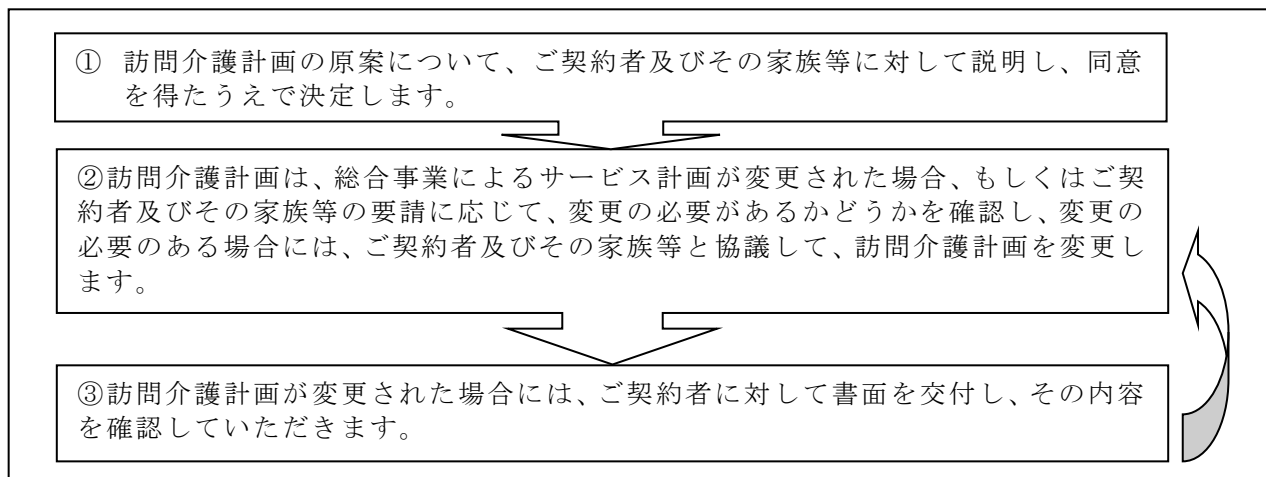 ① 訪問介護計画の原案について、ご契約者及びその家族等に対して説明し、同意
を得たうえで決定します。
②訪問介護計画は、総合事業によるサービス計画が変更された場合、もしくはご契
約者及びその家族等の要請に応じて、変更の必要があるかどうかを確認し、変更の
必要のある場合には、ご契約者及びその家族等と協議して、訪問介護計画を変更し
ます。
③訪問介護計画が変更された場合には、ご契約者に対して書面を交付し、その内容
を確認していただきます。